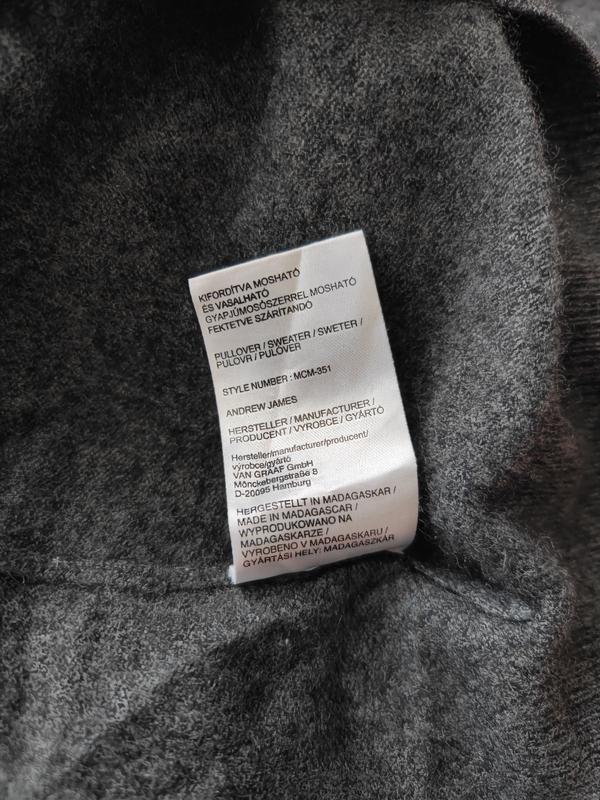 KIFORDÍTVA MOSHATÓ
ÉS VASALHATÓ
GYAPJÚMOSÓSZERREL MOSHATÓ
FEKTETVE SZÁRÍTANDÓ
PULLOVER / SWEATER / SWETER /
PULOVR / PULÓVER
STYLE NUMBER : MCM-351
ANDREW JAMES
HERSTELLER / MANUFACTURER /
PRODUCENT / VYROBCE / GYÁRTÓ
Hersteller/manufacturer/producent/
výrobce/gyártó
VAN GRAAF GmbH
Mönckebergstraße 8
D-20095 Hamburg
HERGESTELLT IN MADAGASKAR /
MADE IN MADAGASCAR /
WYPRODUKOWANO NA
MADAGASKARZE /
VYROBENO V MADAGASKARU /
GYÁRTÁSI HELY: MADAGASZKÁR